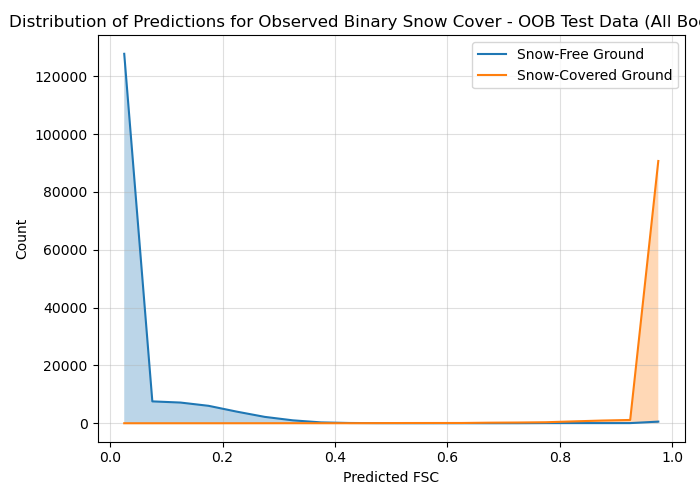 Distribution of Predictions for Observed Binary Snow Cover - OOB Test Data (All
Snow-Free Ground
Snow-Covered Ground
120000
100000
80000
60000
40000
20000
0
Count
0.0
0.2
0.4
0.6
0.8
1.0
Predicted FSC